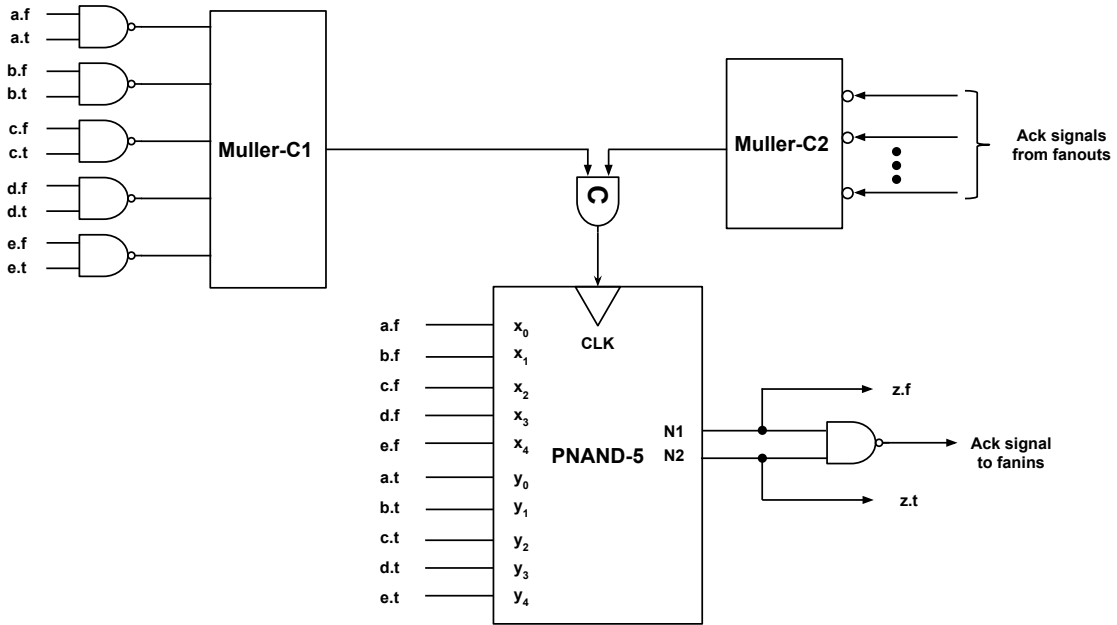 a.f
a.t
b.f
b.t
c.f
c.t
d.f
d.t
e.f
e.t
Muller-C1
Muller-C2
Ack signals
from fanouts
C
CLK
a.f
b.f
c.f
d.f
e.f
a.t
b.t
c.t
d.t
e.t
x0
x1
x2
x3
x4
y0
y1
y2
y3
y4
PNAND-5
N1
N2
z.f
Ack signal
to fanins
z.t